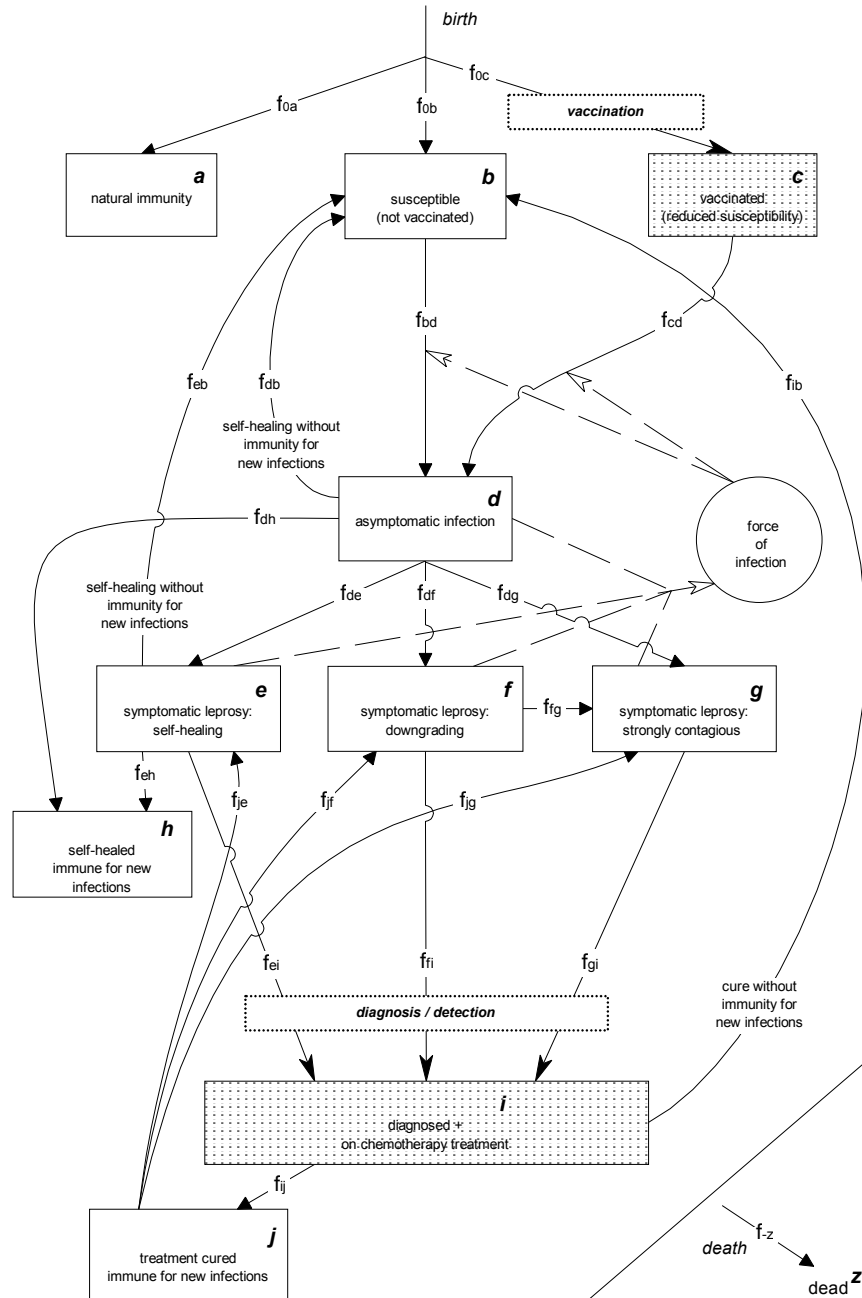 birth
f0c
f0a
f0b
vaccination
a
natural immunity
b
susceptible
(not vaccinated)
c
vaccinated
(reduced susceptibility)
fbd
fcd
feb
fdb
fib
self-healing without
immunity for
new infections
d
asymptomatic infection
fdh
force
of
infection
self-healing without
immunity for
new infections
fde
fdf
fdg
e
symptomatic leprosy:
self-healing
f
symptomatic leprosy:
downgrading
ffg
g
symptomatic leprosy:
strongly contagious
feh
fje
fjf
fjg
h
self-healed
immune for new
infections
fei
ffi
fgi
cure without
immunity for
new infections
diagnosis / detection
i
diagnosed +
on chemotherapy treatment
fij
j
treatment cured
immune for new infections
f-z
death
dead z